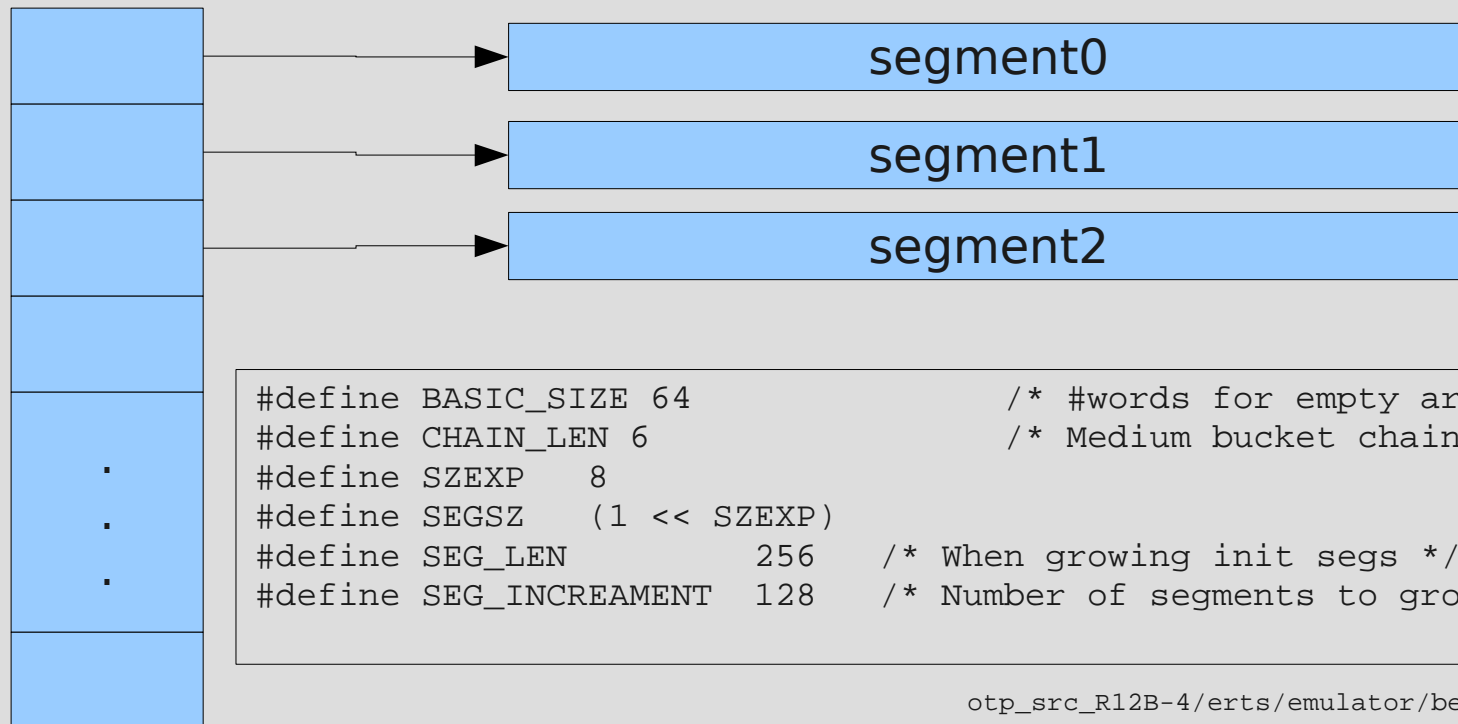 segment0
segment1
segment2
#define BASIC_SIZE 64 /* #words for empty ar
#define CHAIN_LEN 6 /* Medium bucket chain
#define SZEXP 8
#define SEGSZ (1 << SZEXP)
#define SEG_LEN 256 /* When growing init segs */
#define SEG_INCREAMENT 128 /* Number of segments to gro
.
.
.
otp_src_R12B-4/erts/emulator/be